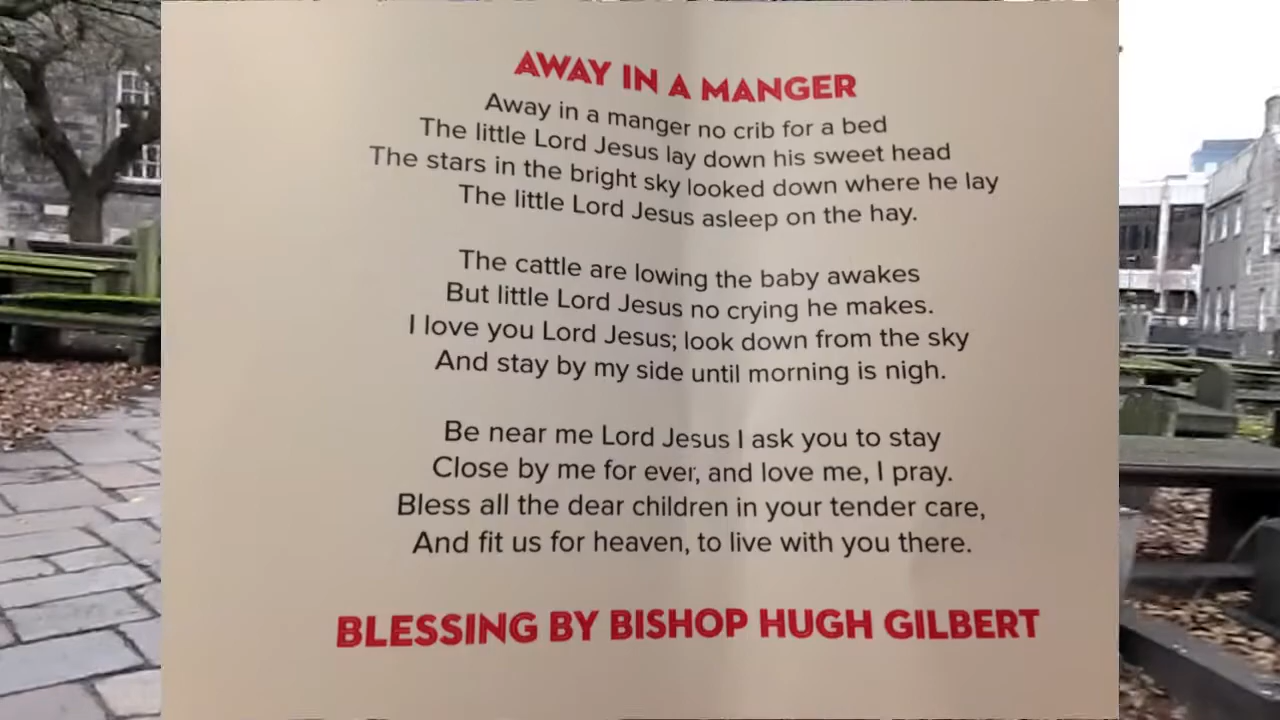 AWAY IN A MANGER
Away in a manger no crib for a bed
The little Lord Jesus lay down his sweet head
The stars in the bright sky looked down where he lay
The little Lord Jesus asleep on the hay.
The cattle are lowing the baby awakes
But little Lord Jesus no crying he makes.
I love you Lord Jesus; look down from the sky
And stay by my side until morning is nigh.
Be near me Lord Jesus I ask you to stay
Close by me for ever, and love me, I pray.
Bless all the dear children in your tender care,
And fit us for heaven, to live with you there.
BLESSING BY BISHOP HUGH GILBERT